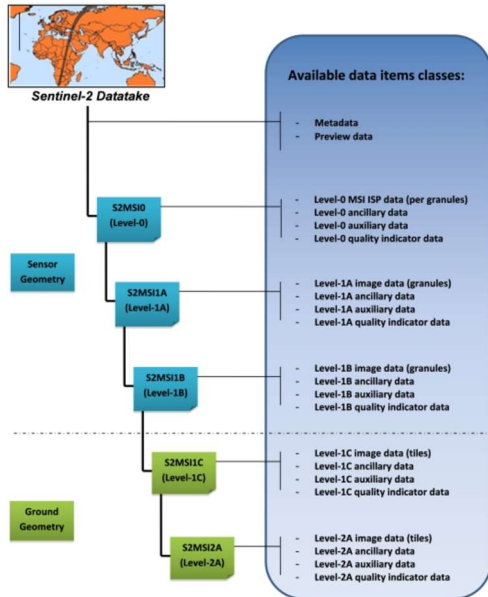 Sentinel-2 Datatake
Available data items classes:
- Metadata
- Preview data
S2MSI0
(Level-0)
- Level-0 MSI ISP data (per granules)
- Level-0 ancillary data
- Level-0 auxiliary data
- Level-0 quality indicator data
Sensor
Geometry
S2MSI1A
(Level-1A)
- Level-1A image data (granules)
- Level-1A ancillary data
- Level-1A auxiliary data
- Level-1A quality indicator data
S2MSI1B
(Level-1B)
- Level-1B image data (granules)
- Level-1B ancillary data
- Level-1B auxiliary data
- Level-1B quality indicator data
S2MSI1C
(Level-1C)
- Level-1C image data (tiles)
- Level-1C ancillary data
- Level-1C auxiliary data
- Level-1C quality indicator data
Ground
Geometry
S2MSI2A
(Level-2A)
- Level-2A image data (tiles)
- Level-2A ancillary data
- Level-2A auxiliary data
- Level-2A quality indicator data